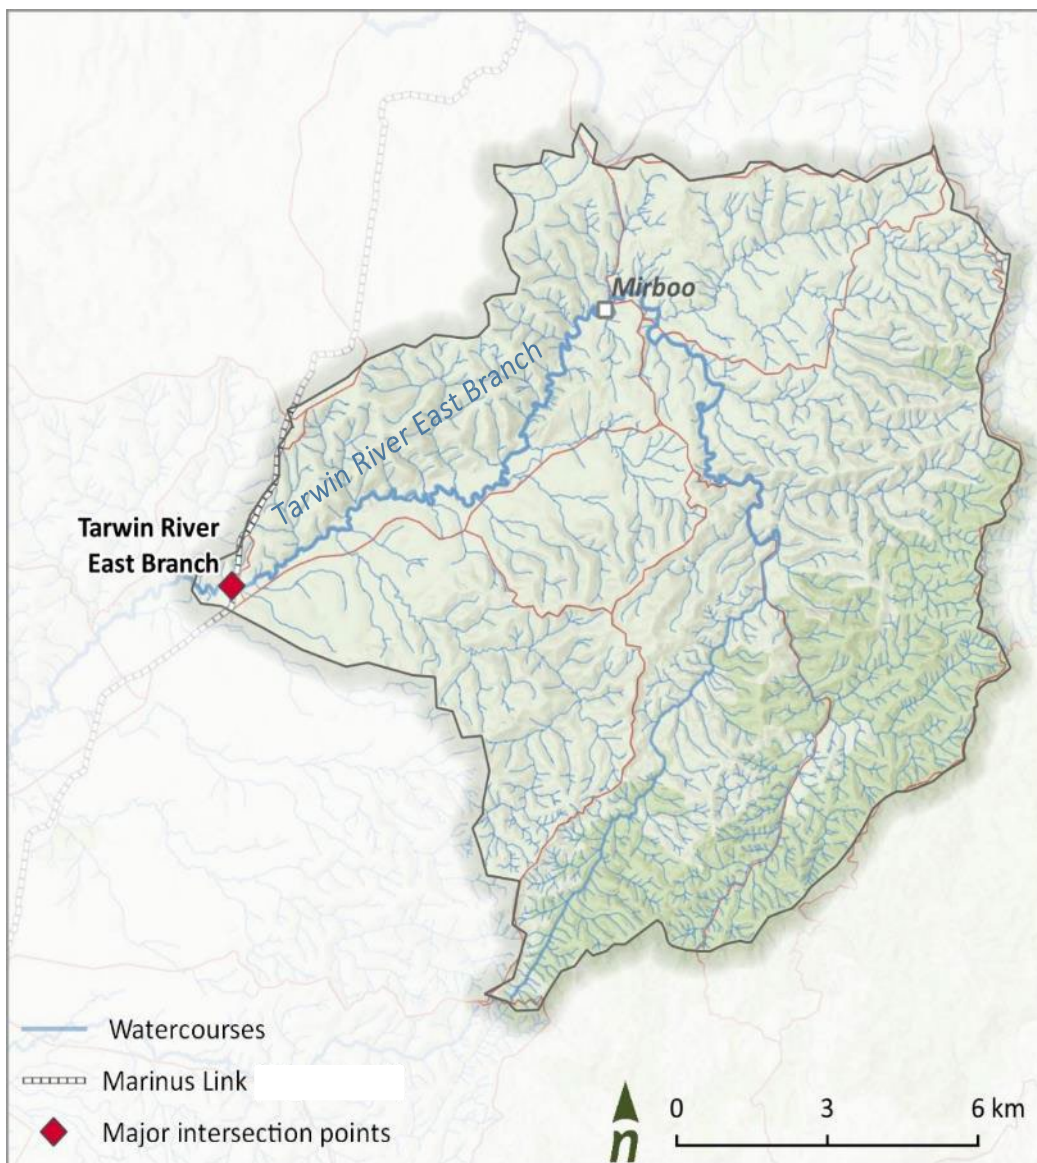 Mirboo
Tarwin River East Branch
Tarwin River
East Branch
Watercourses
Marinus Link
Major intersection points
n
0 3 6 km